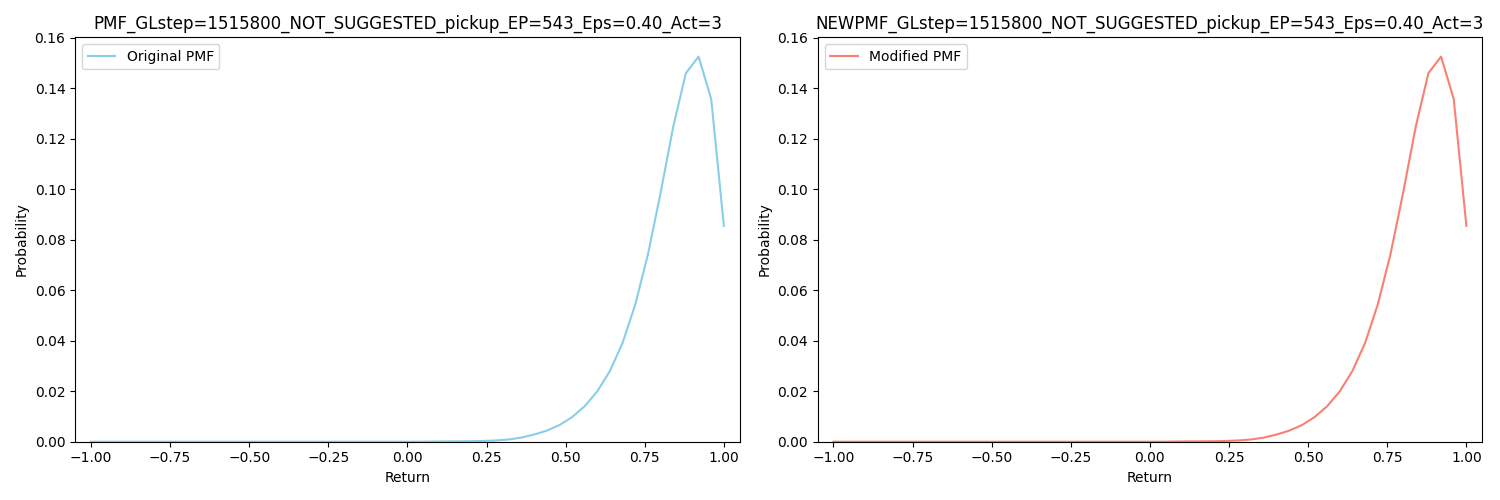 PMF_GLstep=1515800_NOT_SUGGESTED_pickup_EP=543_Eps=0.40_Act=3
Original PMF
0.16
0.14
0.12
0.10
0.08
0.06
0.04
0.02
0.00
Probability
−1.00 −0.75 −0.50 −0.25 0.00 0.25 0.50 0.75 1.00
Return
NEWPMF_GLstep=1515800_NOT_SUGGESTED_pickup_EP=543_Eps=0.40_Act=3
Modified PMF
0.16
0.14
0.12
0.10
0.08
0.06
0.04
0.02
0.00
Probability
−1.00 −0.75 −0.50 −0.25 0.00 0.25 0.50 0.75 1.00
Return